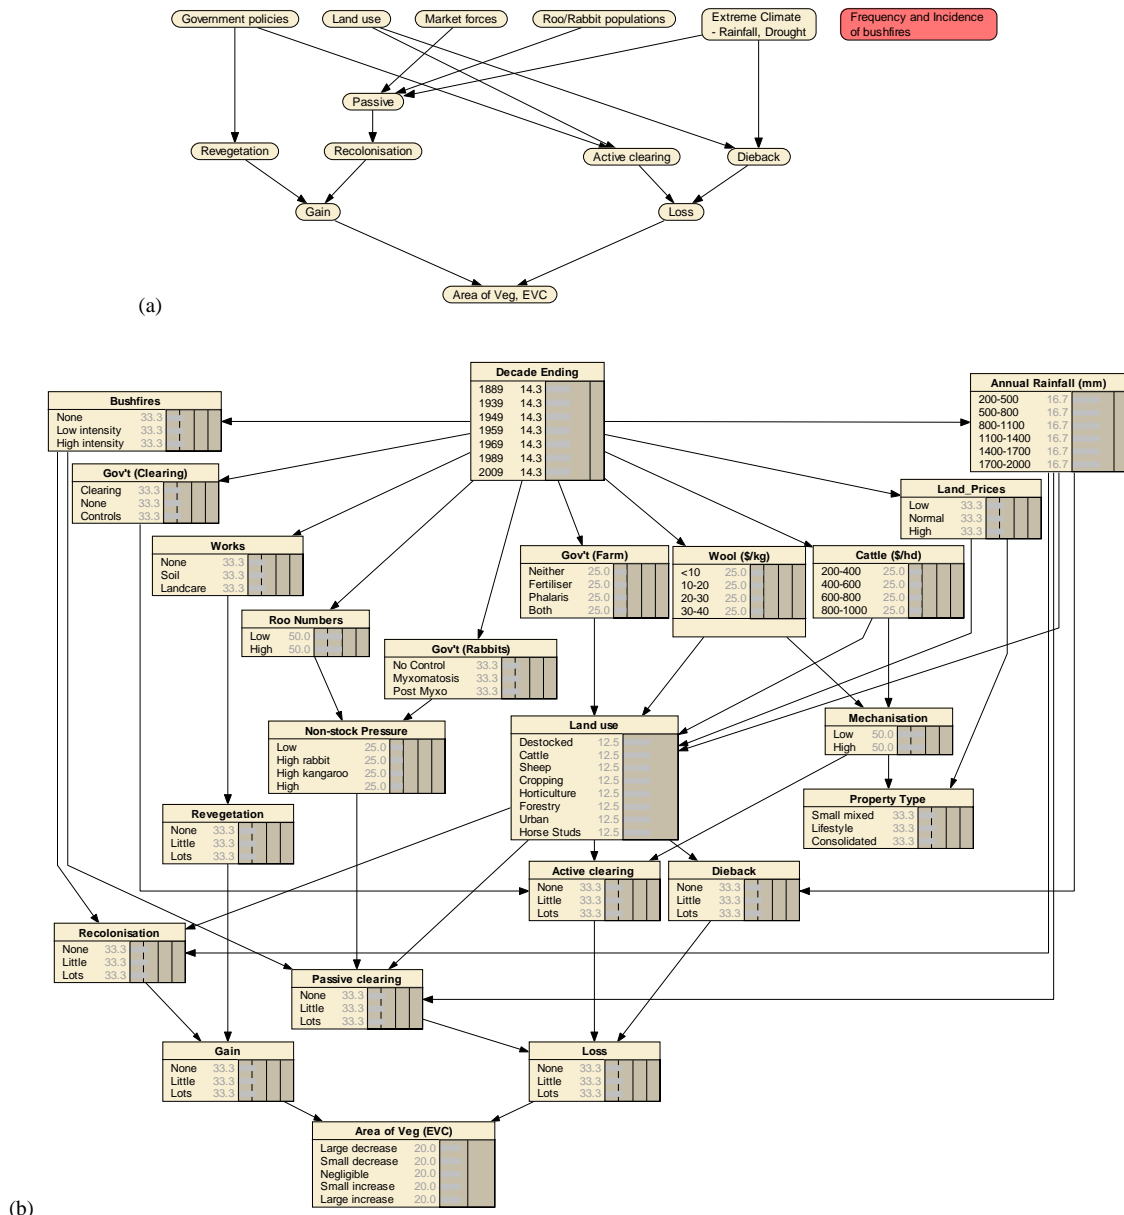 Government policies
Land use
Market forces
Roo/Rabbit populations
Extreme Climate
- Rainfall, Drought
Frequency and Incidence
of bushfires
Passive
Revegetation
Recolonisation
Active clearing
Dieback
Gain
Loss
Area of Veg, EVC
(a)
Decade Ending
1889 14.3
1939 14.3
1949 14.3
1959 14.3
1969 14.3
1989 14.3
2009 14.3
Bushfires
None 33.3
Low intensity 33.3
High intensity 33.3
Annual Rainfall (mm)
200-500 16.7
500-800 16.7
800-1100 16.7
1100-1400 16.7
1400-1700 16.7
1700-2000 16.7
Gov't (Clearing)
Clearing 33.3
None 33.3
Controls 33.3
Land_Prices
Low 33.3
Normal 33.3
High 33.3
Works
None 33.3
Soil 33.3
Landcare 33.3
Gov't (Farm)
Neither 25.0
Fertiliser 25.0
Phalaris 25.0
Both 25.0
Wool ($/kg)
<10 25.0
10-20 25.0
20-30 25.0
30-40 25.0
Cattle ($/hd)
200-400 25.0
400-600 25.0
600-800 25.0
800-1000 25.0
Roo Numbers
Low 50.0
High 50.0
Gov't (Rabbits)
No Control 33.3
Myxomatosis 33.3
Post Myxo 33.3
Non-stock Pressure
Low 25.0
High rabbit 25.0
High kangaroo 25.0
High 25.0
Land use
Destocked 12.5
Cattle 12.5
Sheep 12.5
Cropping 12.5
Horticulture 12.5
Forestry 12.5
Urban 12.5
Horse Studs 12.5
Mechanisation
Low 50.0
High 50.0
Property Type
Small mixed 33.3
Lifestyle 33.3
Consolidated 33.3
Revegetation
None 33.3
Little 33.3
Lots 33.3
Active clearing
None 33.3
Little 33.3
Lots 33.3
Dieback
None 33.3
Little 33.3
Lots 33.3
Recolonisation
None 33.3
Little 33.3
Lots 33.3
Passive clearing
None 33.3
Little 33.3
Lots 33.3
Gain
None 33.3
Little 33.3
Lots 33.3
Loss
None 33.3
Little 33.3
Lots 33.3
Area of Veg (EVC)
Large decrease 20.0
Small decrease 20.0
Negligible 20.0
Small increase 20.0
Large increase 20.0
(b)